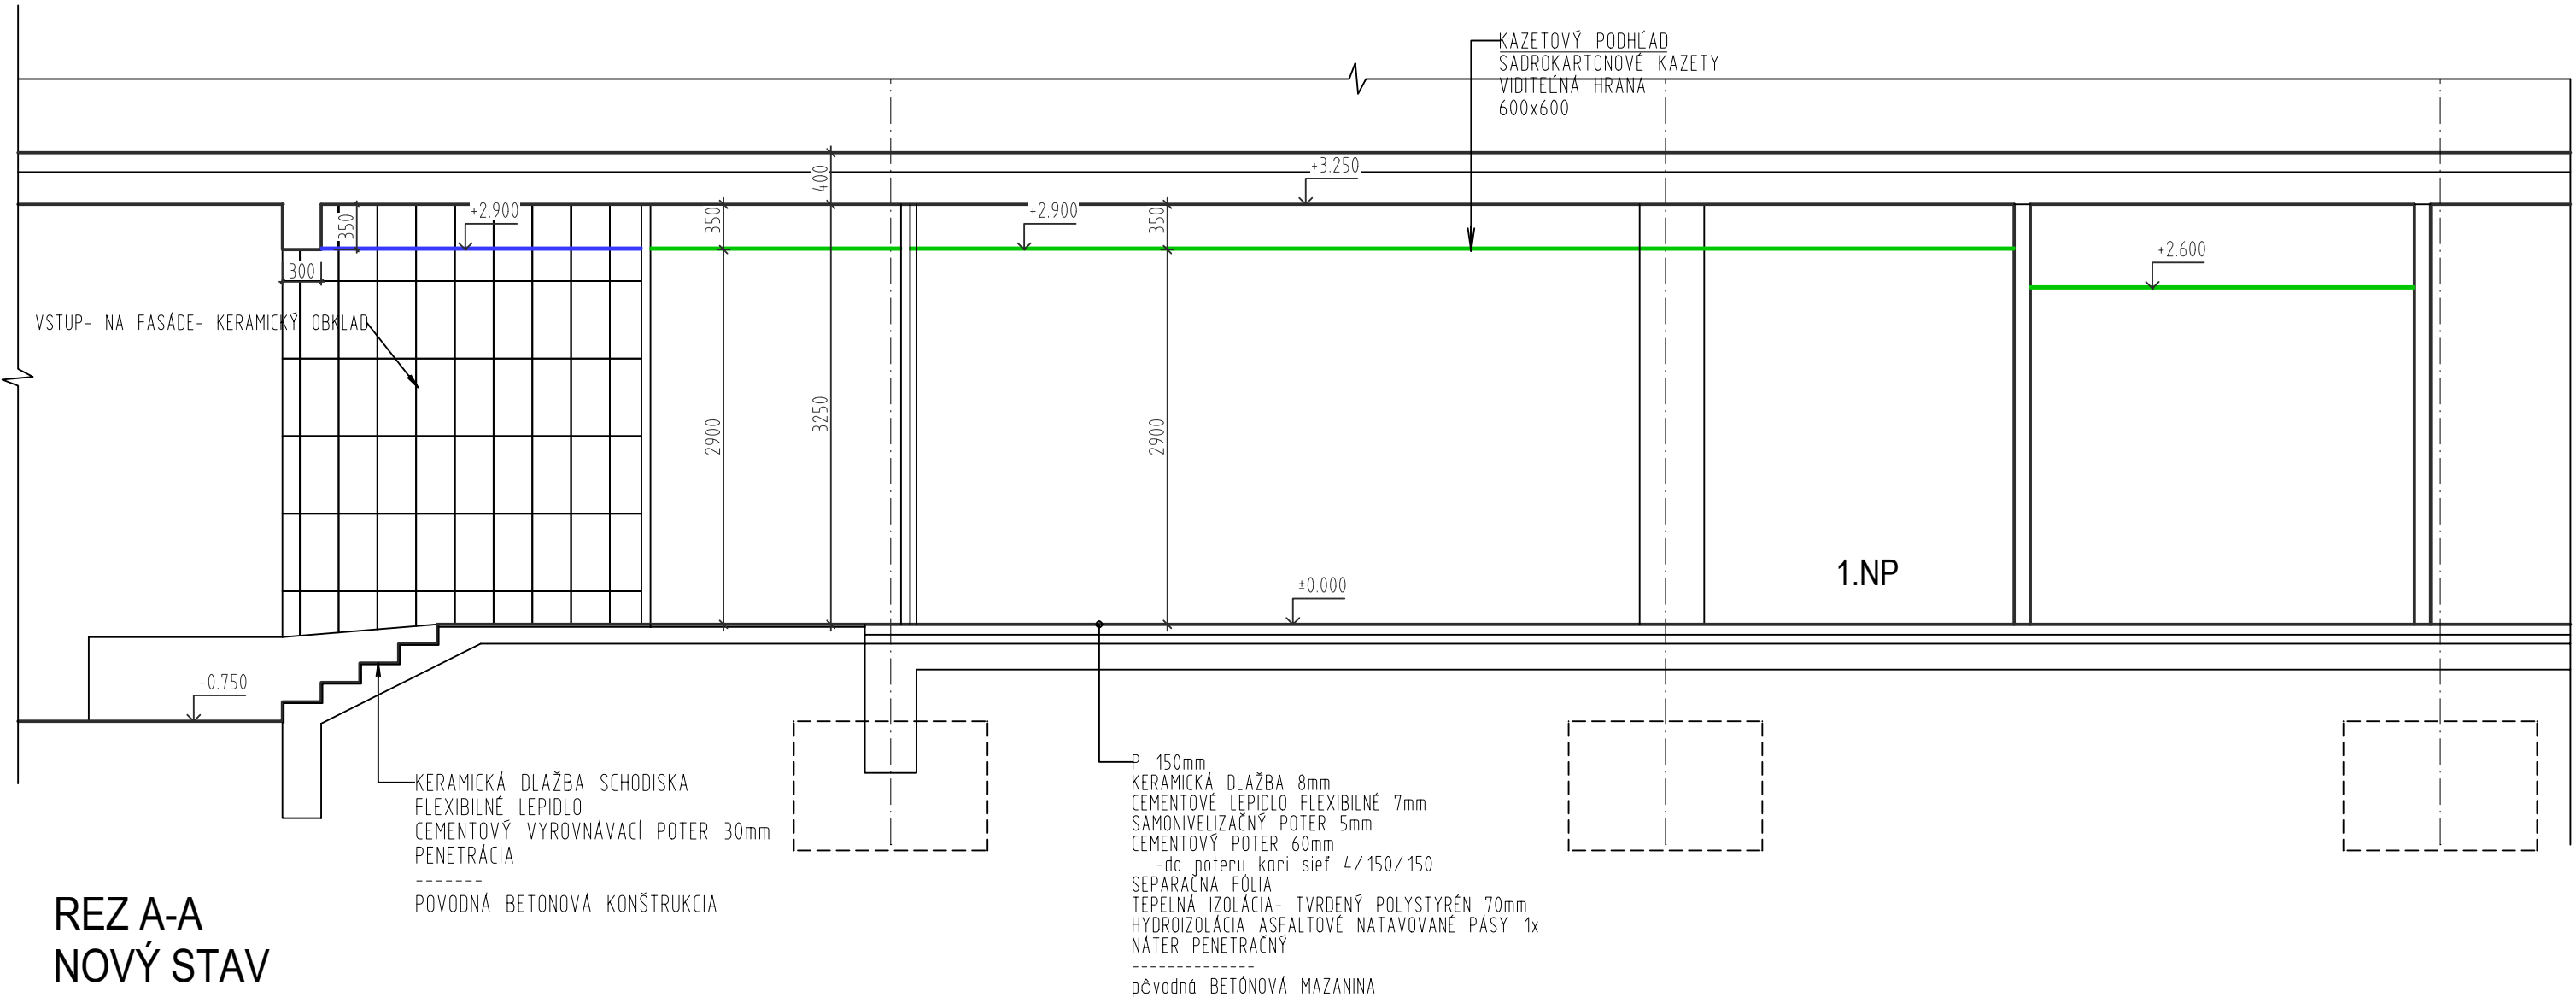 KAZETOVÝ PODHĽAD
SADROKARTONOVÉ KAZETY
VIDITEĽNÁ HRANA
600x600
400
+3.250
350
+2.900
350
+2.900
350
+2.600
300
VSTUP- NA FASÁDE- KERAMICKÝ OBKLAD
2900
3250
2900
1.NP
±0.000
-0.750
KERAMICKÁ DLAŽBA SCHODISKA
FLEXIBILNÉ LEPIDLO
CEMENTOVÝ VYROVNÁVACÍ POTER 30mm
PENETRÁCIA
-------
POVODNÁ BETONOVÁ KONŠTRUKCIA
P 150mm
KERAMICKÁ DLAŽBA 8mm
CEMENTOVÉ LEPIDLO FLEXIBILNÉ 7mm
SAMONIVELIZAČNÝ POTER 5mm
CEMENTOVÝ POTER 60mm
-do poteru kari sieť 4/150/150
SEPARAČNÁ FÓLIA
TEPELNÁ IZOLÁCIA- TVRDENÝ POLYSTYRÉN 70mm
HYDROIZOLÁCIA ASFALTOVÉ NATAVOVANÉ PÁSY 1x
NÁTER PENETRAČNÝ
--------------
pôvodná BETÓNOVÁ MAZANINA
REZ A-A
NOVÝ STAV